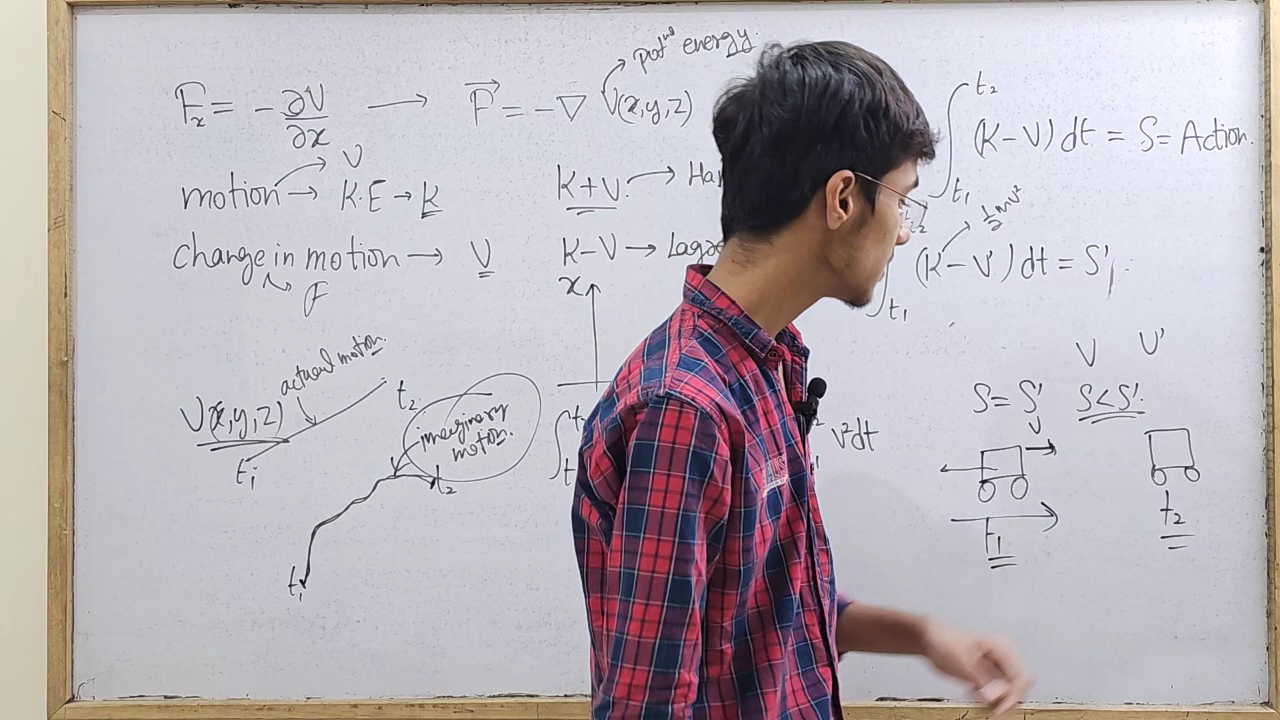 F_x = - ∂V/∂x → F⃗ = -∇ V(x,y,z)
pot^nl energy.
∫_{t1}^{t2} (K-V) dt = S = Action.
motion → K.E → K
V
K+V. → Ha
change in motion → V
F
K-V → Lagr
∫_{t1} (K-V') dt = S'.
½mv²
x
V(x,y,z)
actual motion.
t1
t2
imaginary
motion.
t1
t2
∫
v²dt
V V'
S = S' S < S'.
v
t1
t2